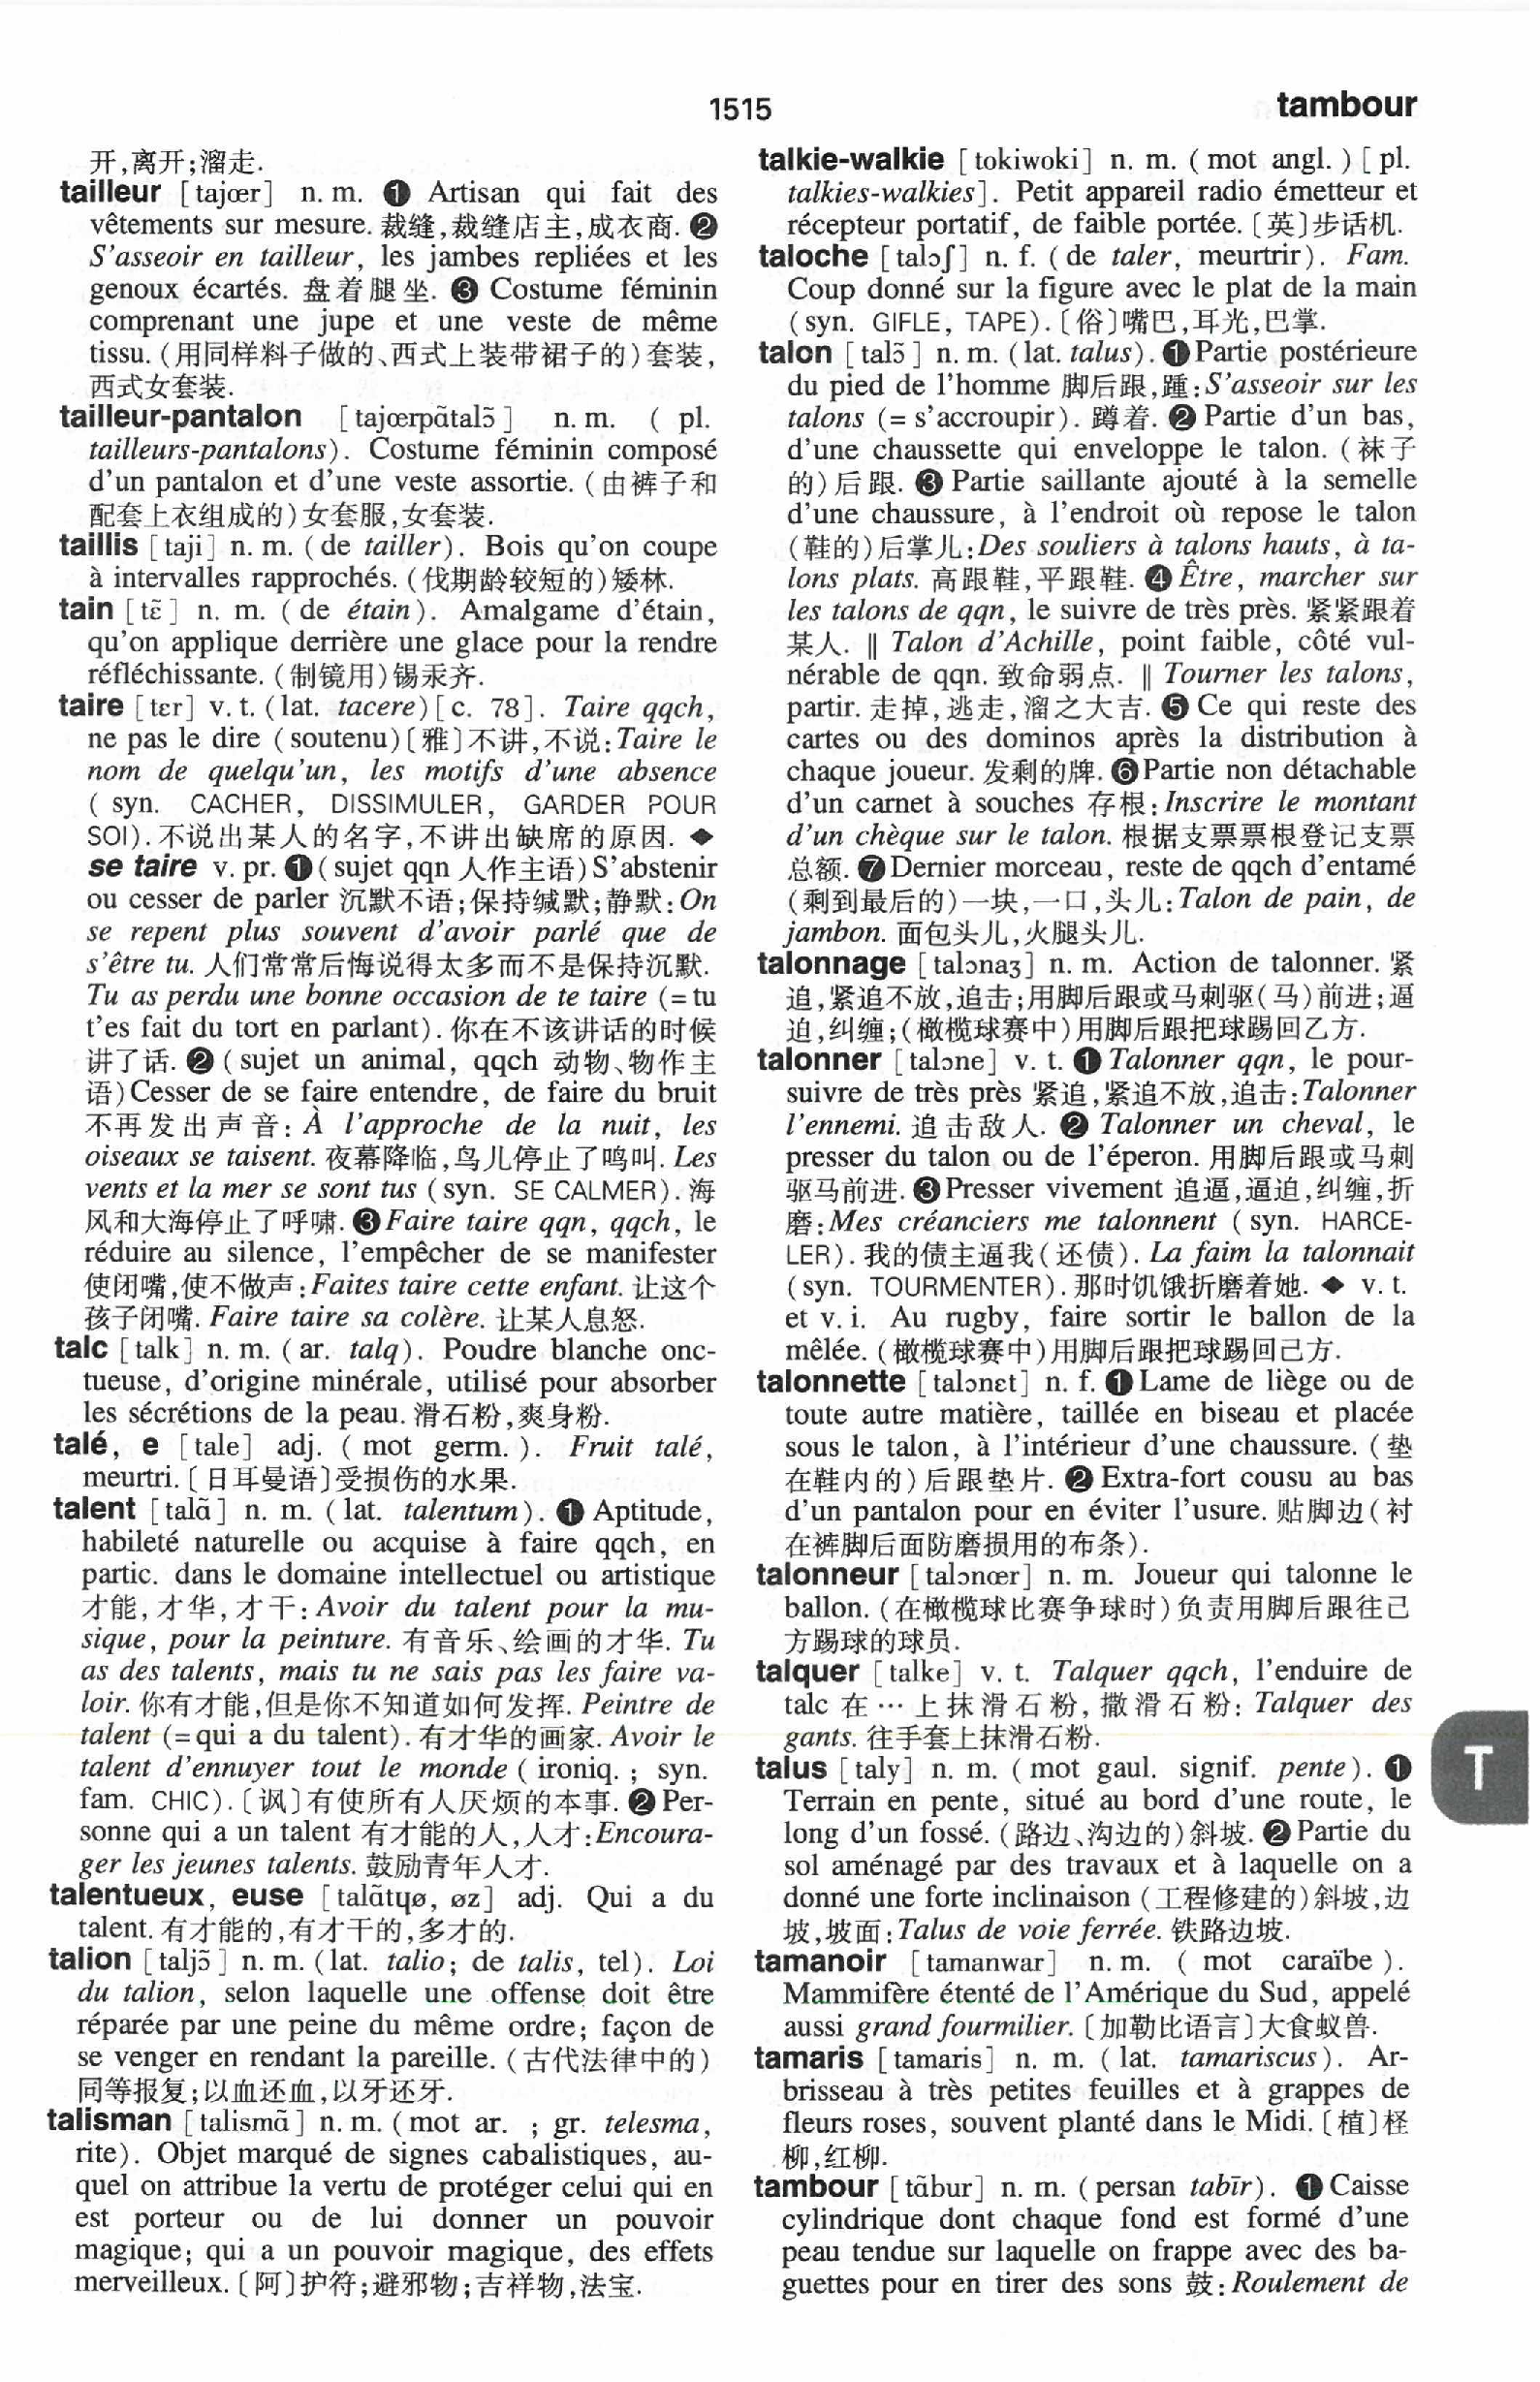 1515
tambour
开,离开;溜走.
tailleur [tajœr] n. m. ❶ Artisan qui fait des
vêtements sur mesure. 裁缝,裁缝店主,成衣商. ❷
S'asseoir en tailleur, les jambes repliées et les
genoux écartés. 盘着腿坐. ❸ Costume féminin
comprenant une jupe et une veste de même
tissu. (用同样料子做的、西式上装带裙子的)套装,
西式女套装.
tailleur-pantalon [tajœrpɑ̃talɔ̃] n. m. ( pl.
tailleurs-pantalons). Costume féminin composé
d'un pantalon et d'une veste assortie. (由裤子和
配套上衣组成的)女套服,女套装.
taillis [taji] n. m. (de tailler). Bois qu'on coupe
à intervalles rapprochés. (伐期龄较短的)矮林.
tain [tɛ̃] n. m. (de étain). Amalgame d'étain,
qu'on applique derrière une glace pour la rendre
réfléchissante. (制镜用)锡汞齐.
taire [tɛr] v. t. (lat. tacere)[c. 78]. Taire qqch,
ne pas le dire (soutenu)〔雅〕不讲,不说:Taire le
nom de quelqu'un, les motifs d'une absence
( syn. CACHER, DISSIMULER, GARDER POUR
SOI). 不说出某人的名字,不讲出缺席的原因. ◆
se taire v. pr. ❶(sujet qqn 人作主语)S'abstenir
ou cesser de parler 沉默不语;保持缄默;静默:On
se repent plus souvent d'avoir parlé que de
s'être tu. 人们常常后悔说得太多而不是保持沉默.
Tu as perdu une bonne occasion de te taire (= tu
t'es fait du tort en parlant). 你在不该讲话的时候
讲了话. ❷ (sujet un animal, qqch 动物、物作主
语)Cesser de se faire entendre, de faire du bruit
不再发出声音: À l'approche de la nuit, les
oiseaux se taisent. 夜幕降临,鸟儿停止了鸣叫. Les
vents et la mer se sont tus (syn. SE CALMER). 海
风和大海停止了呼啸. ❸Faire taire qqn, qqch, le
réduire au silence, l'empêcher de se manifester
使闭嘴,使不做声:Faites taire cette enfant. 让这个
孩子闭嘴. Faire taire sa colère. 让某人息怒.
talc [talk] n. m. (ar. talq). Poudre blanche onc-
tueuse, d'origine minérale, utilisé pour absorber
les sécrétions de la peau. 滑石粉,爽身粉.
talé, e [tale] adj. (mot germ.). Fruit talé,
meurtri.〔日耳曼语〕受损伤的水果.
talent [talɑ̃] n. m. (lat. talentum). ❶ Aptitude,
habileté naturelle ou acquise à faire qqch, en
partic. dans le domaine intellectuel ou artistique
才能,才华,才干:Avoir du talent pour la mu-
sique, pour la peinture. 有音乐、绘画的才华. Tu
as des talents, mais tu ne sais pas les faire va-
loir. 你有才能,但是你不知道如何发挥. Peintre de
talent (= qui a du talent). 有才华的画家. Avoir le
talent d'ennuyer tout le monde (ironiq. ; syn.
fam. CHIC).〔讽〕有使所有人厌烦的本事. ❷Per-
sonne qui a un talent 有才能的人,人才:Encoura-
ger les jeunes talents. 鼓励青年人才.
talentueux, euse [talɑ̃tɥø, øz] adj. Qui a du
talent. 有才能的,有才干的,多才的.
talion [taljɔ̃] n. m. (lat. talio; de talis, tel). Loi
du talion, selon laquelle une offense doit être
réparée par une peine du même ordre; façon de
se venger en rendant la pareille. (古代法律中的)
同等报复;以血还血,以牙还牙.
talisman [talismɑ̃] n. m. (mot ar. ; gr. telesma,
rite). Objet marqué de signes cabalistiques, au-
quel on attribue la vertu de protéger celui qui en
est porteur ou de lui donner un pouvoir
magique; qui a un pouvoir magique, des effets
merveilleux.〔阿〕护符;避邪物;吉祥物,法宝.
talkie-walkie [tokiwoki] n. m. (mot angl.) [pl.
talkies-walkies]. Petit appareil radio émetteur et
récepteur portatif, de faible portée.〔英〕步话机.
taloche [talɔʃ] n. f. (de taler, meurtrir). Fam.
Coup donné sur la figure avec le plat de la main
(syn. GIFLE, TAPE).〔俗〕嘴巴,耳光,巴掌.
talon [talɔ̃] n. m. (lat. talus). ❶Partie postérieure
du pied de l'homme 脚后跟,踵:S'asseoir sur les
talons (= s'accroupir). 蹲着. ❷ Partie d'un bas,
d'une chaussette qui enveloppe le talon. (袜子
的)后跟. ❸ Partie saillante ajouté à la semelle
d'une chaussure, à l'endroit où repose le talon
(鞋的)后掌儿:Des souliers à talons hauts, à ta-
lons plats. 高跟鞋,平跟鞋. ❹Être, marcher sur
les talons de qqn, le suivre de très près. 紧紧跟着
某人. ‖ Talon d'Achille, point faible, côté vul-
nérable de qqn. 致命弱点. ‖ Tourner les talons,
partir. 走掉,逃走,溜之大吉. ❺ Ce qui reste des
cartes ou des dominos après la distribution à
chaque joueur. 发剩的牌. ❻Partie non détachable
d'un carnet à souches 存根:Inscrire le montant
d'un chèque sur le talon. 根据支票票根登记支票
总额. ❼Dernier morceau, reste de qqch d'entamé
(剩到最后的)一块,一口,头儿:Talon de pain, de
jambon. 面包头儿,火腿头儿.
talonnage [talɔnaʒ] n. m. Action de talonner. 紧
追,紧追不放,追击;用脚后跟或马刺驱(马)前进;逼
迫,纠缠;(橄榄球赛中)用脚后跟把球踢回乙方.
talonner [talɔne] v. t. ❶Talonner qqn, le pour-
suivre de très près 紧追,紧追不放,追击:Talonner
l'ennemi. 追击敌人. ❷ Talonner un cheval, le
presser du talon ou de l'éperon. 用脚后跟或马刺
驱马前进. ❸Presser vivement 追逼,逼迫,纠缠,折
磨:Mes créanciers me talonnent (syn. HARCE-
LER). 我的债主逼我(还债). La faim la talonnait
(syn. TOURMENTER). 那时饥饿折磨着她. ◆ v. t.
et v. i. Au rugby, faire sortir le ballon de la
mêlée. (橄榄球赛中)用脚后跟把球踢回己方.
talonnette [talɔnɛt] n. f. ❶Lame de liège ou de
toute autre matière, taillée en biseau et placée
sous le talon, à l'intérieur d'une chaussure. (垫
在鞋内的)后跟垫片. ❷ Extra-fort cousu au bas
d'un pantalon pour en éviter l'usure. 贴脚边(衬
在裤脚后面防磨损用的布条).
talonneur [talɔnœr] n. m. Joueur qui talonne le
ballon. (在橄榄球比赛争球时)负责用脚后跟往己
方踢球的球员.
talquer [talke] v. t. Talquer qqch, l'enduire de
talc 在…上抹滑石粉,撒滑石粉: Talquer des
gants. 往手套上抹滑石粉.
talus [taly] n. m. (mot gaul. signif. pente). ❶
Terrain en pente, situé au bord d'une route, le
long d'un fossé. (路边、沟边的)斜坡. ❷Partie du
sol aménagé par des travaux et à laquelle on a
donné une forte inclinaison (工程修建的)斜坡,边
坡,坡面:Talus de voie ferrée. 铁路边坡.
tamanoir [tamanwar] n. m. ( mot caraïbe ).
Mammifère étenté de l'Amérique du Sud, appelé
aussi grand fourmilier.〔加勒比语言〕大食蚁兽.
tamaris [tamaris] n. m. (lat. tamariscus). Ar-
brisseau à très petites feuilles et à grappes de
fleurs roses, souvent planté dans le Midi.〔植〕柽
柳,红柳.
tambour [tɑ̃bur] n. m. (persan tabīr). ❶Caisse
cylindrique dont chaque fond est formé d'une
peau tendue sur laquelle on frappe avec des ba-
guettes pour en tirer des sons 鼓:Roulement de
T